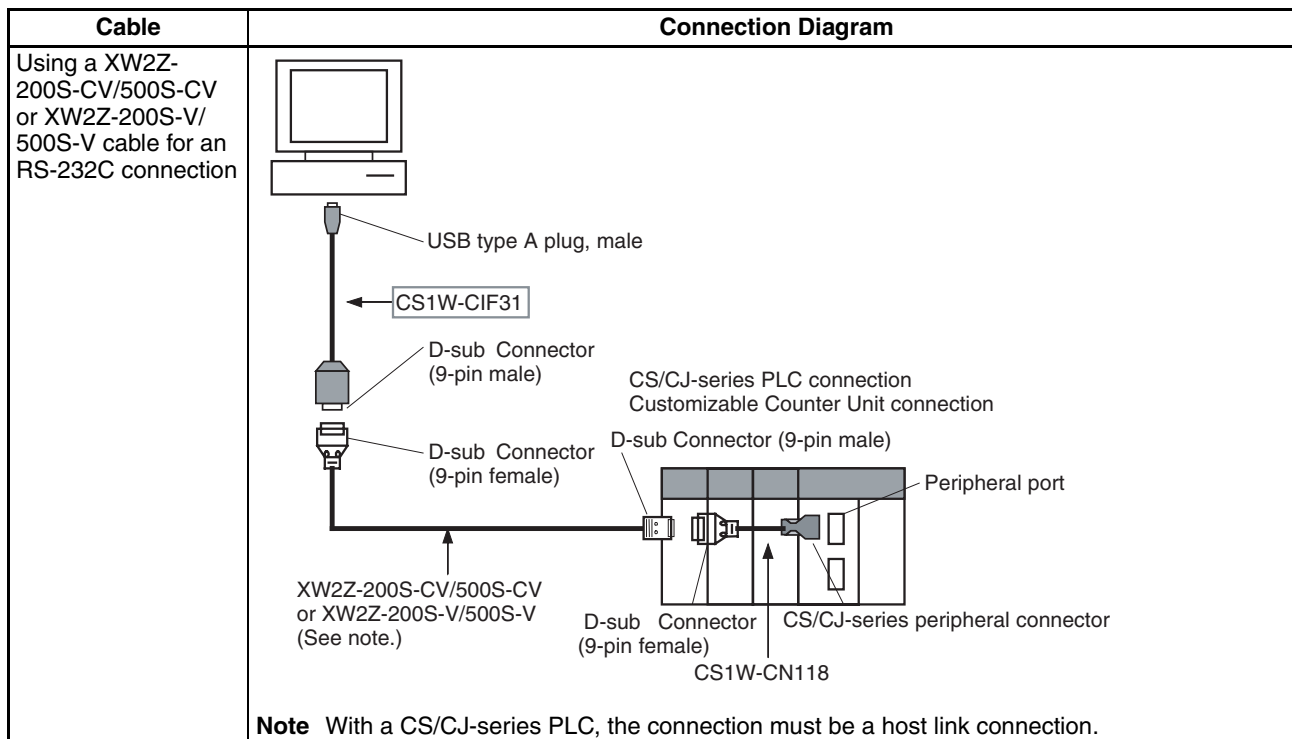 Cable
Connection Diagram
Using a XW2Z-
200S-CV/500S-CV
or XW2Z-200S-V/
500S-V cable for an
RS-232C connection
USB type A plug, male
CS1W-CIF31
D-sub Connector
(9-pin male)
CS/CJ-series PLC connection
Customizable Counter Unit connection
D-sub Connector
(9-pin female)
D-sub Connector (9-pin male)
Peripheral port
XW2Z-200S-CV/500S-CV
or XW2Z-200S-V/500S-V
(See note.)
D-sub Connector
(9-pin female)
CS/CJ-series peripheral connector
CS1W-CN118
Note With a CS/CJ-series PLC, the connection must be a host link connection.